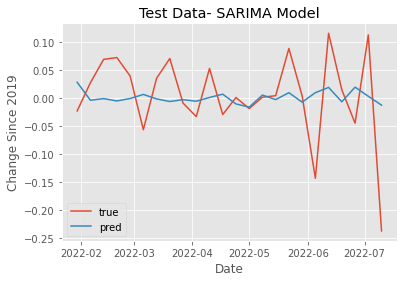 Test Data- SARIMA Model
Change Since 2019
0.10
0.05
0.00
−0.05
−0.10
−0.15
−0.20
−0.25
true
pred
2022-02 2022-03 2022-04 2022-05 2022-06 2022-07
Date